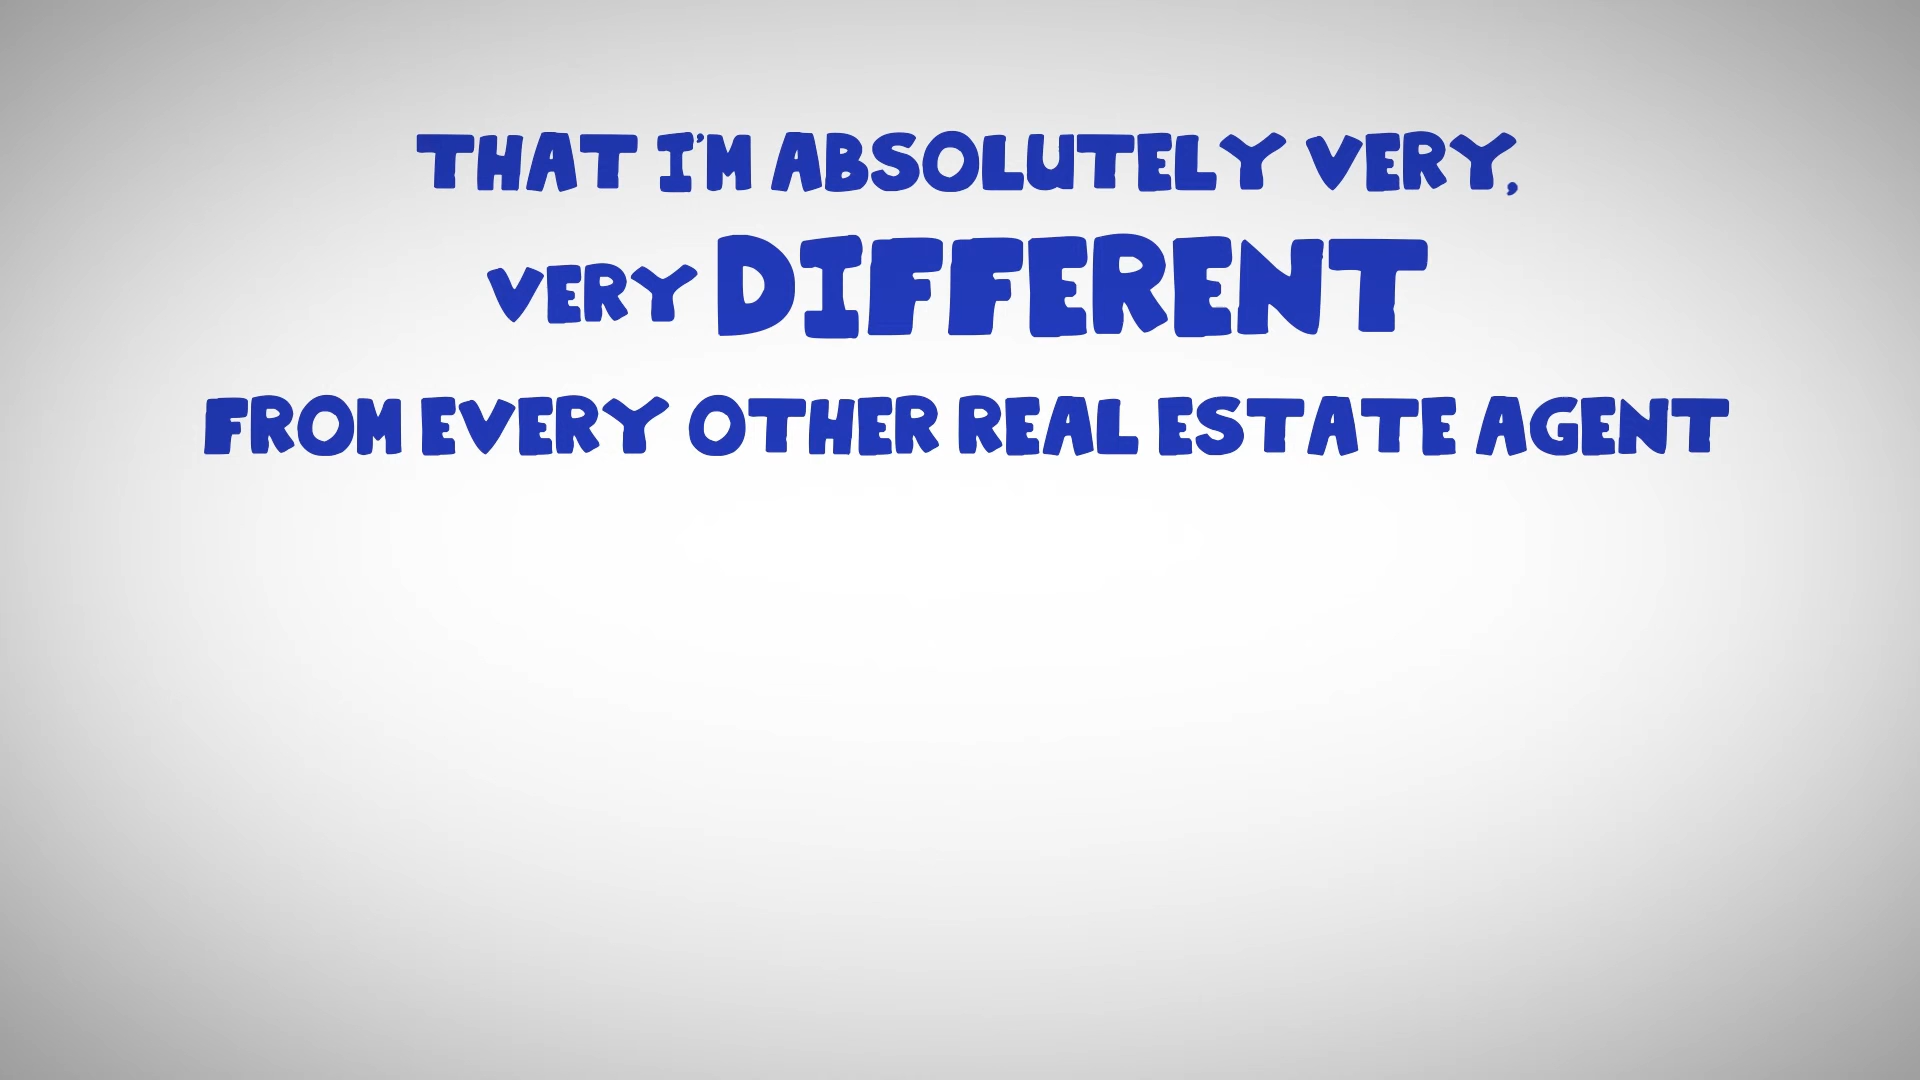 THAT I'M ABSOLUTELY VERY,
VERY DIFFERENT
FROM EVERY OTHER REAL ESTATE AGENT